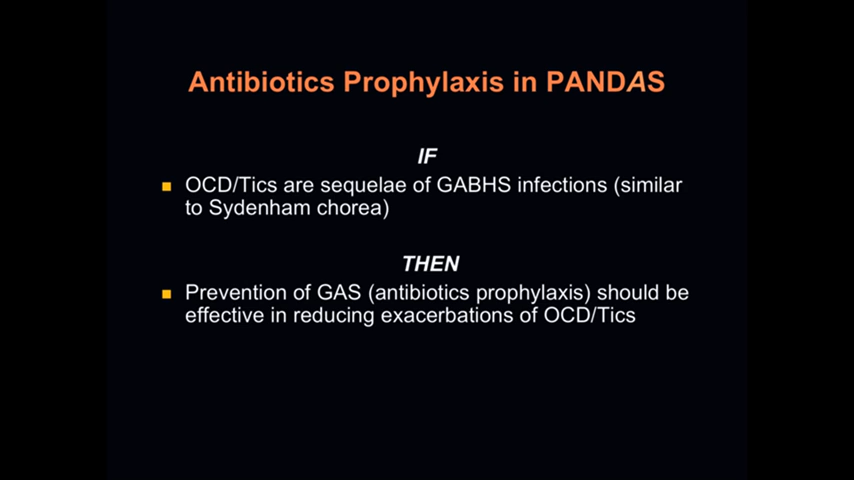 Antibiotics Prophylaxis in PANDAS
IF
OCD/Tics are sequelae of GABHS infections (similar
to Sydenham chorea)
THEN
Prevention of GAS (antibiotics prophylaxis) should be
effective in reducing exacerbations of OCD/Tics